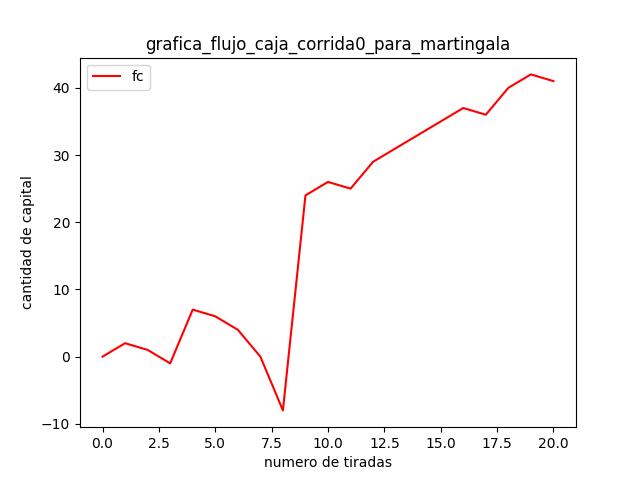 grafica_flujo_caja_corrida0_para_martingala
fc
40
30
20
10
0
−10
cantidad de capital
0.0 2.5 5.0 7.5 10.0 12.5 15.0 17.5 20.0
numero de tiradas